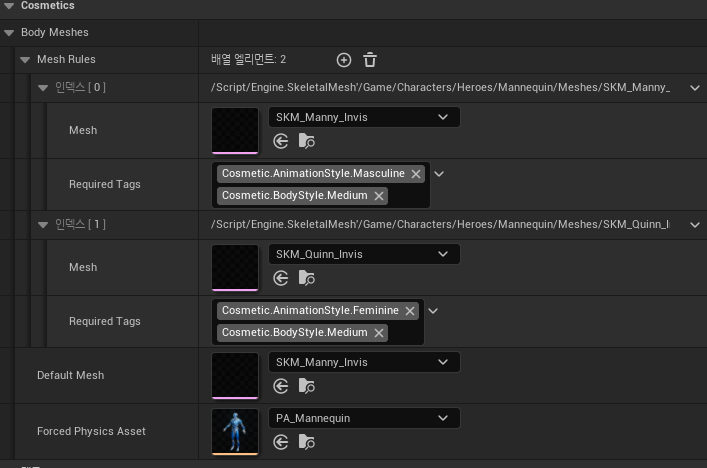 Cosmetics
Body Meshes
Mesh Rules
배열 엘리먼트: 2
인덱스 [ 0 ]
/Script/Engine.SkeletalMesh'/Game/Characters/Heroes/Mannequin/Meshes/SKM_Manny_
Mesh
SKM_Manny_Invis
Required Tags
Cosmetic.AnimationStyle.Masculine
Cosmetic.BodyStyle.Medium
인덱스 [ 1 ]
/Script/Engine.SkeletalMesh'/Game/Characters/Heroes/Mannequin/Meshes/SKM_Quinn_I
Mesh
SKM_Quinn_Invis
Required Tags
Cosmetic.AnimationStyle.Feminine
Cosmetic.BodyStyle.Medium
Default Mesh
SKM_Manny_Invis
Forced Physics Asset
PA_Mannequin